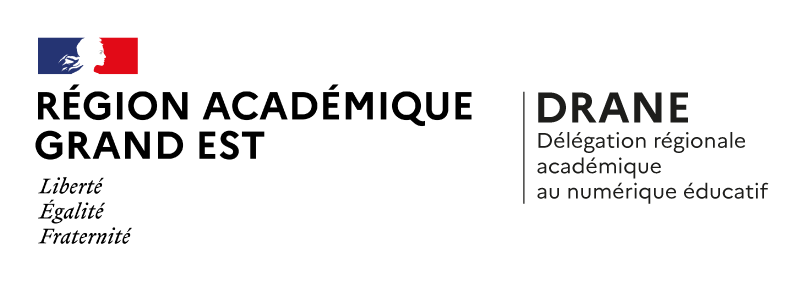 RÉGION ACADÉMIQUE
GRAND EST
Liberté
Égalité
Fraternité
DRANE
Délégation régionale
académique
au numérique éducatif